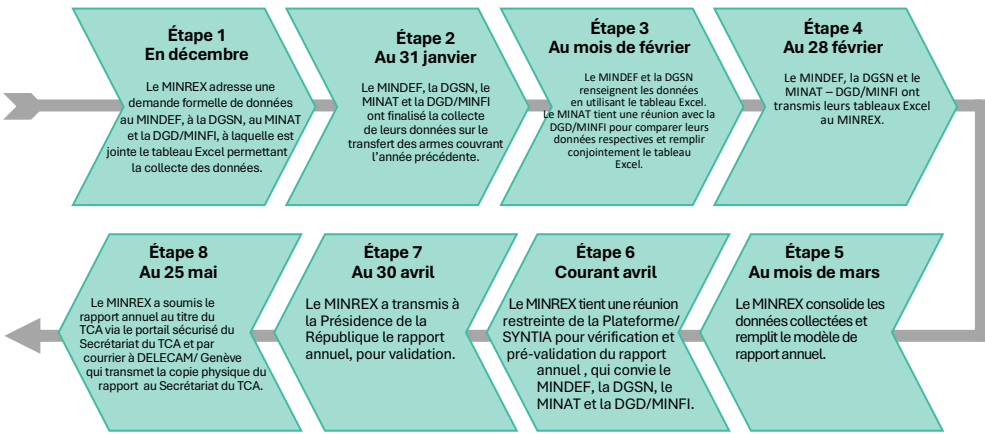 Étape 1
En décembre
Le MINREX adresse une
demande formelle de données
au MINDEF, à la DGSN, au MINAT
et la DGD/MINFI, à laquelle est
jointe le tableau Excel permettant
la collecte des données.
Étape 2
Au 31 janvier
Le MINDEF, la DGSN, le
MINAT et la DGD/MINFI
ont finalisé la collecte
de leurs données sur le
transfert des armes couvrant
l’année précédente.
Étape 3
Au mois de février
Le MINDEF et la DGSN
renseignent les données
en utilisant le tableau Excel.
Le MINAT tient une réunion avec la
DGD/MINFI pour comparer leurs
données respectives et remplir
conjointement le tableau
Excel.
Étape 4
Au 28 février
Le MINDEF, la DGSN et le
MINAT – DGD/MINFI ont
transmis leurs tableaux Excel
au MINREX.
Étape 5
Au mois de mars
Le MINREX consolide les
données collectées et
remplit le modèle de
rapport annuel.
Étape 6
Courant avril
Le MINREX tient une réunion
restreinte de la Plateforme/
SYNTIA pour vérification et
pré-validation du rapport
annuel , qui convie le
MINDEF, la DGSN, le
MINAT et la DGD/MINFI.
Étape 7
Au 30 avril
Le MINREX a transmis à
la Présidence de la
République le rapport
annuel, pour validation.
Étape 8
Au 25 mai
Le MINREX a soumis le
rapport annuel au titre du
TCA via le portail sécurisé du
Secrétariat du TCA et par
courrier à DELECAM/ Genève
qui transmet la copie physique du
rapport au Secrétariat du TCA.